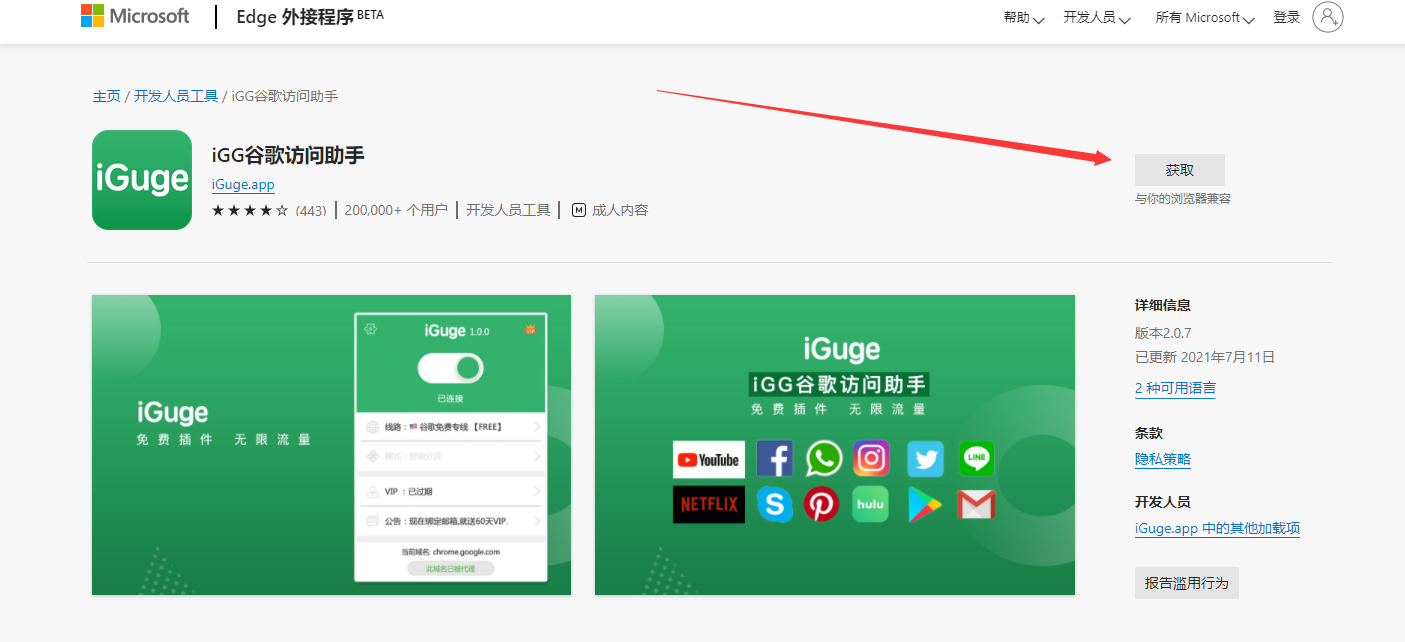 Microsoft Edge 外接程序 BETA 帮助 开发人员 所有 Microsoft 登录
主页 / 开发人员工具 / iGG谷歌访问助手
iGuge
iGG谷歌访问助手
iGuge.app
(443) 200,000+ 个用户 开发人员工具 M 成人内容
获取
与你的浏览器兼容
iGuge
免费插件 无限流量
iGuge 1.0.0
已连接
线路：谷歌免费专线 【FREE】
模式：智能分流
VIP ：已过期
公告：现在绑定邮箱,就送60天VIP.
当前域名: chrome.google.com
此域名已被代理
iGuge
iGG谷歌访问助手
免费插件 无限流量
YouTube
LINE
NETFLIX
hulu
详细信息
版本2.0.7
已更新 2021年7月11日
2 种可用语言
条款
隐私策略
开发人员
iGuge.app 中的其他加载项
报告滥用行为